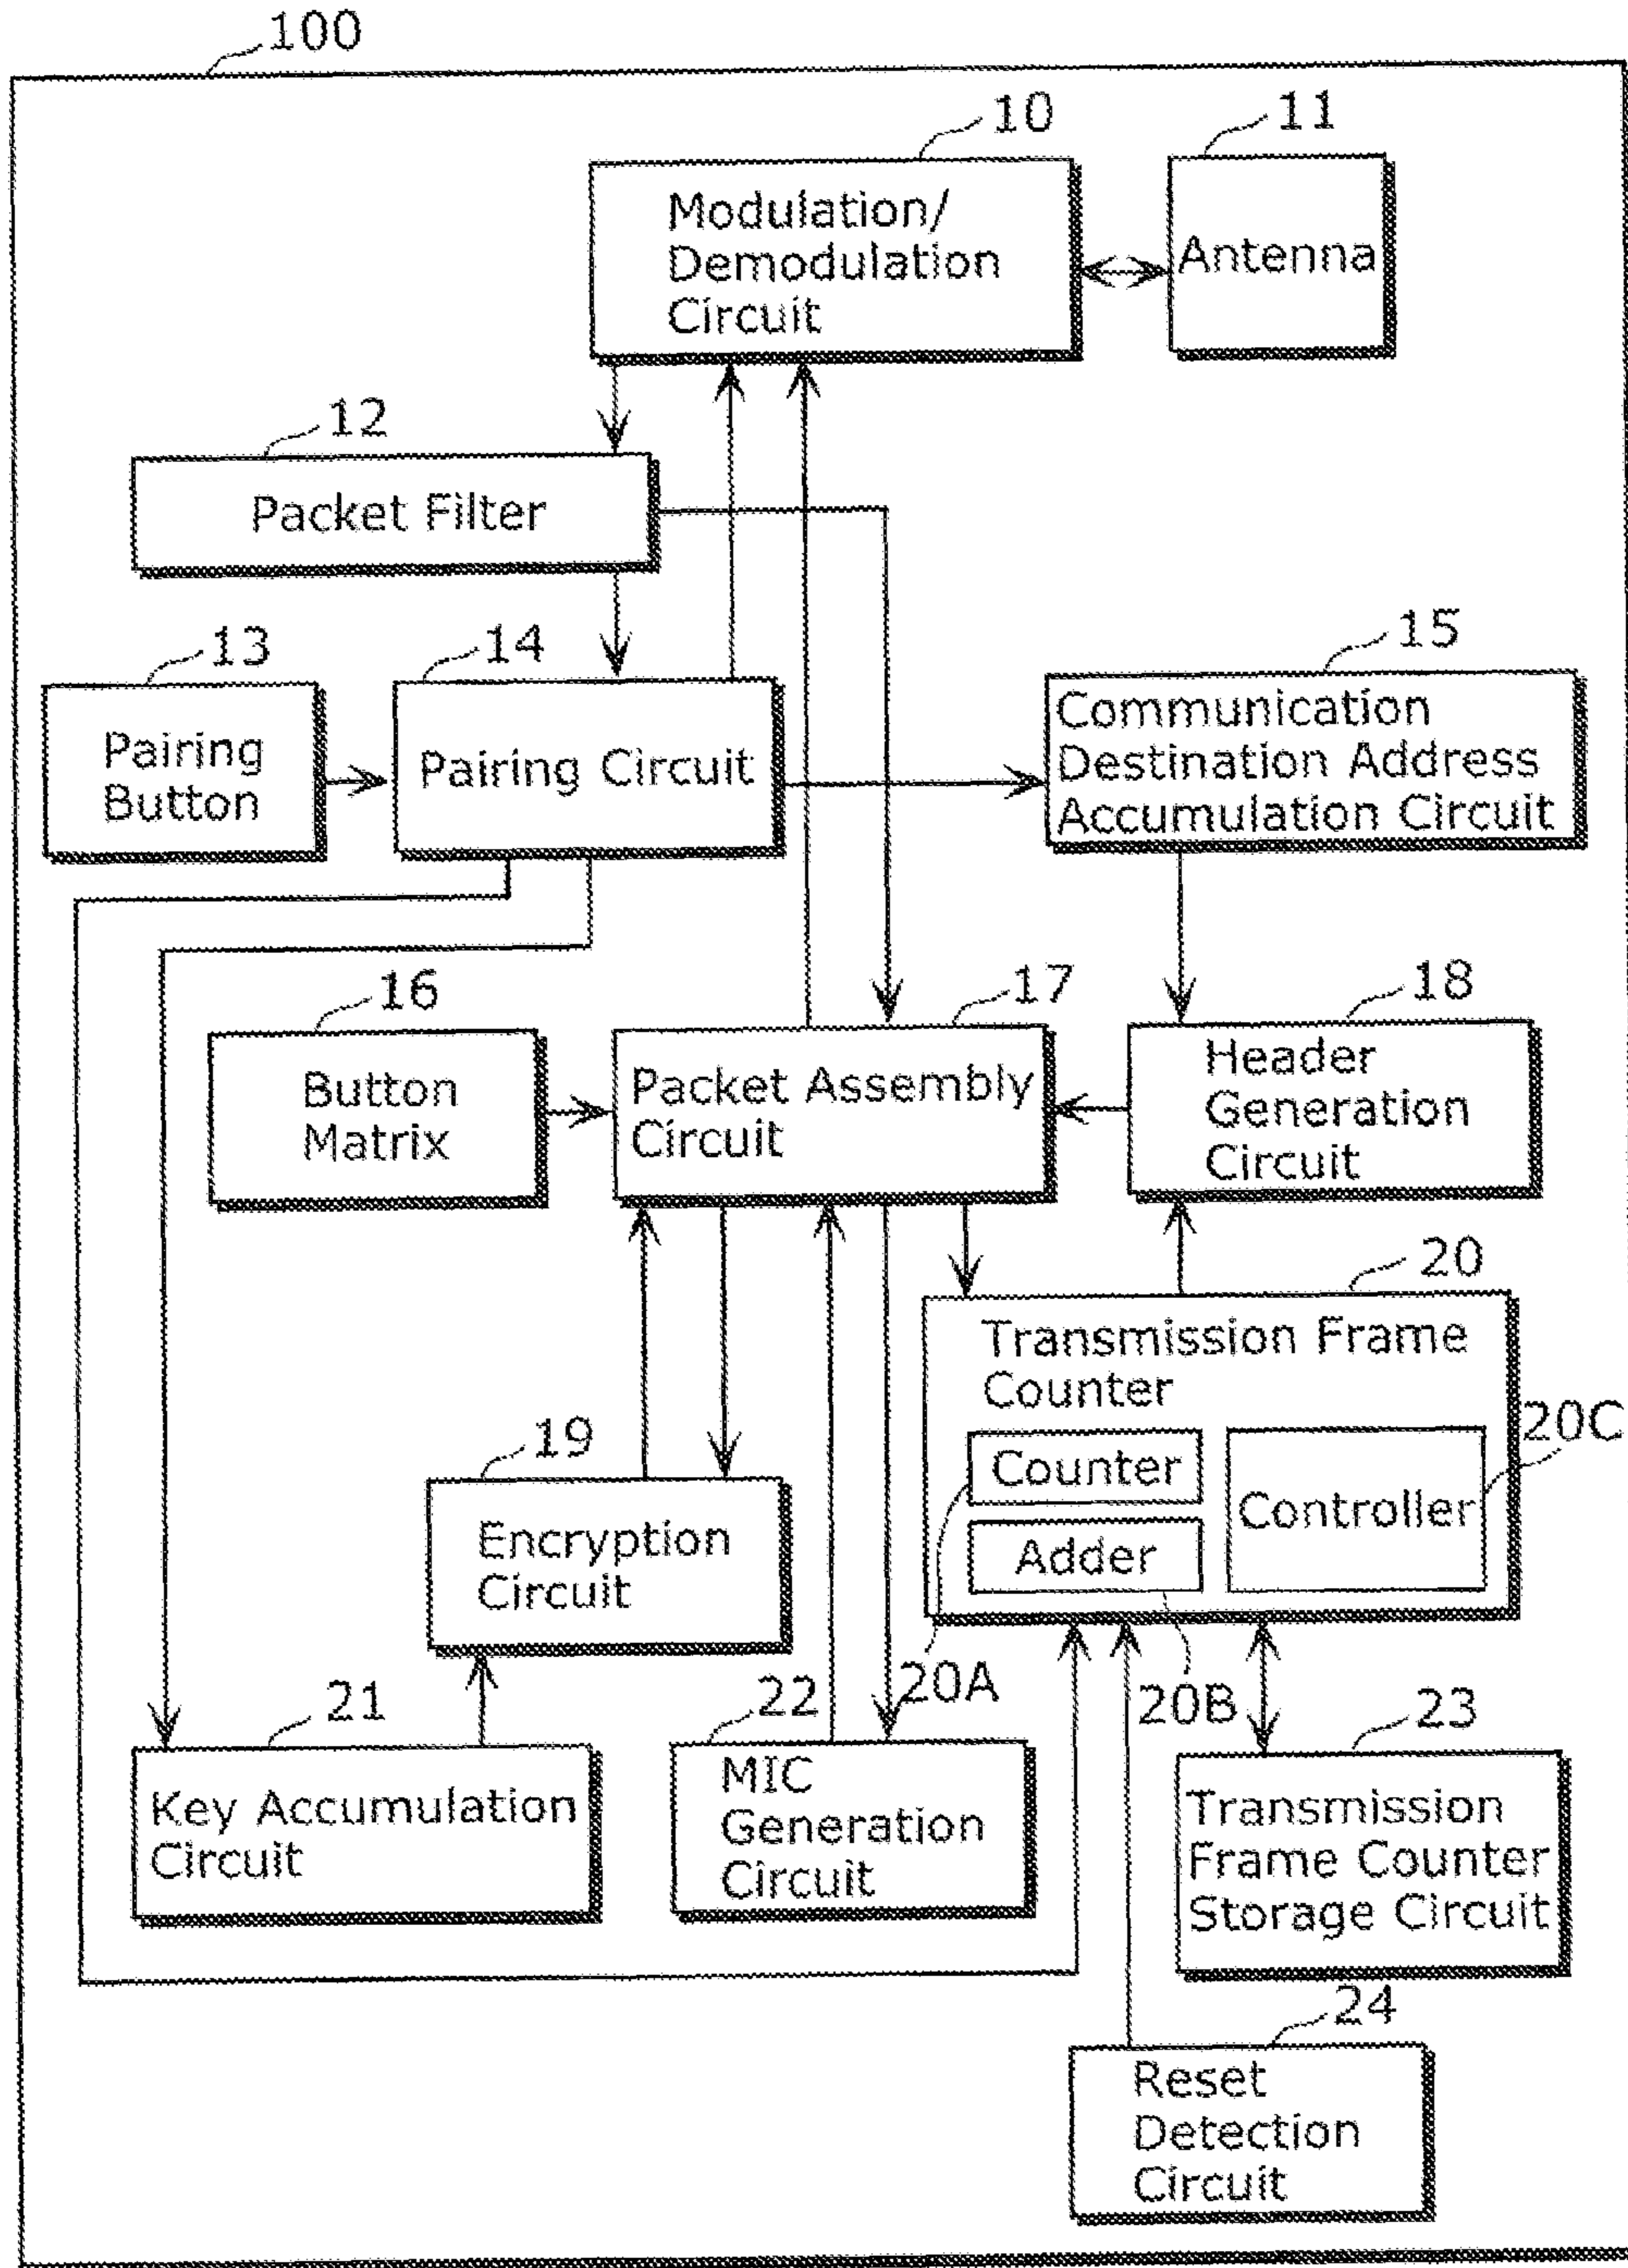 100
10
11
Modulation/
Demodulation
Circuit
Antenna
12
Packet Filter
13
14
15
Pairing
Button
Pairing Circuit
Communication
Destination Address
Accumulation Circuit
16
17
18
Button
Matrix
Packet Assembly
Circuit
Header
Generation
Circuit
20
Transmission Frame
Counter
20C
Counter
Controller
Adder
19
Encryption
Circuit
20A
20B
21
22
23
Key Accumulation
Circuit
MIC
Generation
Circuit
Transmission
Frame Counter
Storage Circuit
24
Reset
Detection
Circuit